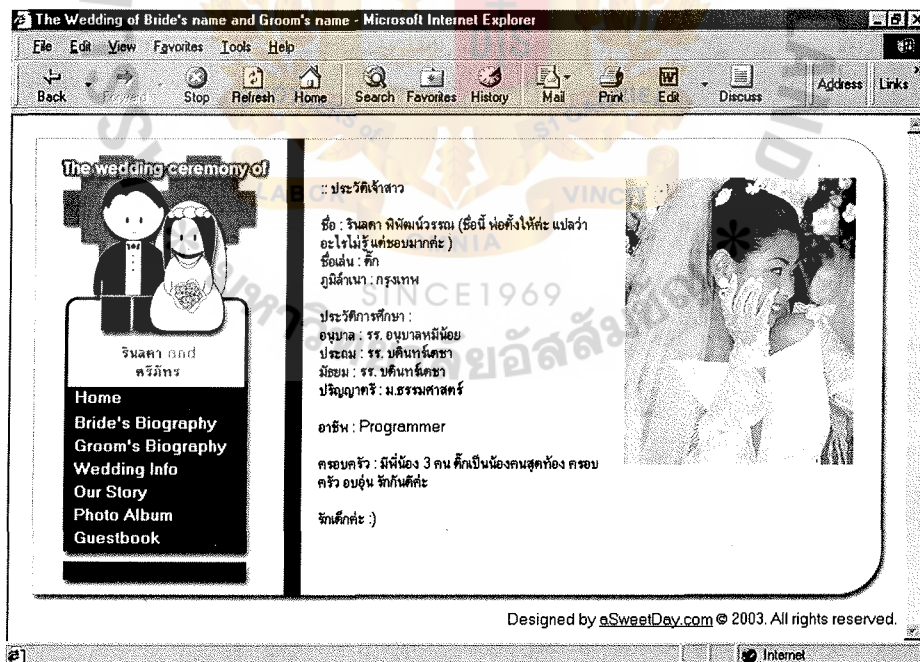 The Wedding of Bride's name and Groom's name - Microsoft Internet Explorer
File Edit View Favorites Tools Help
Back Forward Stop Refresh Home Search Favorites History Mail Print Edit Discuss Address Links
The wedding ceremony of
:: ประวัติเจ้าสาว
ชื่อ : รินลดา พิพัฒน์วรรณ (ชื่อนี้ พ่อตั้งให้ค่ะ แปลว่า
อะไรไม่รู้ แต่ชอบมากค่ะ )
ชื่อเล่น : ติ๊ก
ภูมิลำเนา : กรุงเทพ
ประวัติการศึกษา :
อนุบาล : รร. อนุบาลหมีน้อย
ประถม : รร. บดินทร์เดชา
มัธยม : รร. บดินทร์เดชา
ปริญญาตรี : ม.ธรรมศาสตร์
อาชีพ : Programmer
ครอบครัว : มีพี่น้อง 3 คน ติ๊กเป็นน้องคนสุดท้อง ครอบ
ครัว อบอุ่น รักกันดีค่ะ
รักเด็กค่ะ :)
รินลดา and
ศรีภัทร
Home
Bride's Biography
Groom's Biography
Wedding Info
Our Story
Photo Album
Guestbook
Designed by aSweetDay.com © 2003. All rights reserved.
Internet
LABOR
VINCIT
SINCE 1969